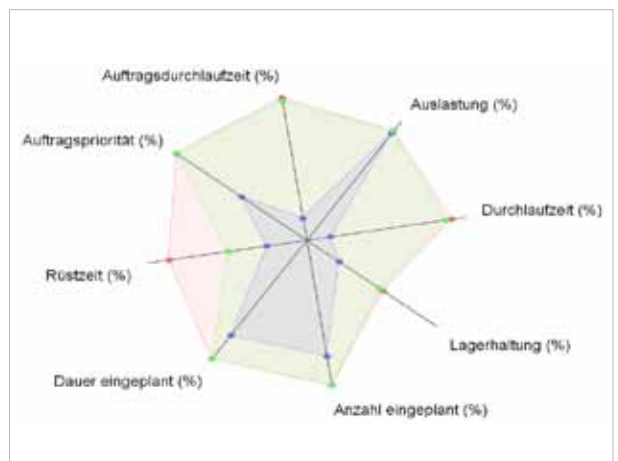 Auftragsdurchlaufzeit (%)
Auslastung (%)
Auftragspriorität (%)
Durchlaufzeit (%)
Rüstzeit (%)
Lagerhaltung (%)
Dauer eingeplant (%)
Anzahl eingeplant (%)